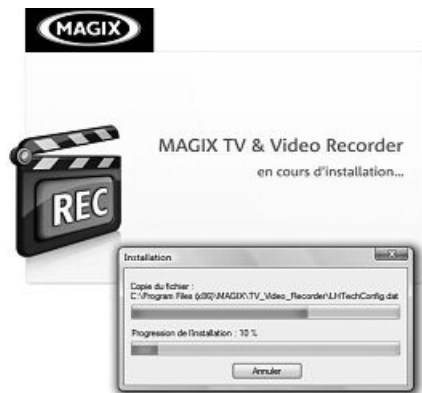 MAGIX
MAGIX TV & Video Recorder
en cours d'installation...
REC
Installation
Copie du fichier :
C:\Program Files (x86)\MAGIX\TV_Video_Recorder\LHTechConfig.dat
Progression de l'installation : 10 %
Annuler